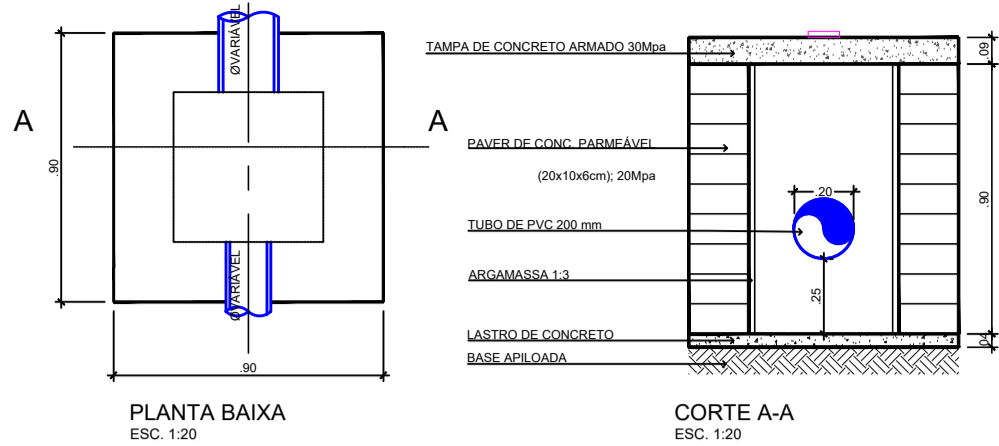 ØVARIÁVEL
A
A
.90
ØVARIÁVEL
.90
PLANTA BAIXA
ESC. 1:20
TAMPA DE CONCRETO ARMADO 30Mpa
.09
PAVER DE CONC. PARMEÁVEL
(20x10x6cm); 20Mpa
.20
.90
TUBO DE PVC 200 mm
ARGAMASSA 1:3
.25
LASTRO DE CONCRETO
.04
BASE APILOADA
CORTE A-A
ESC. 1:20